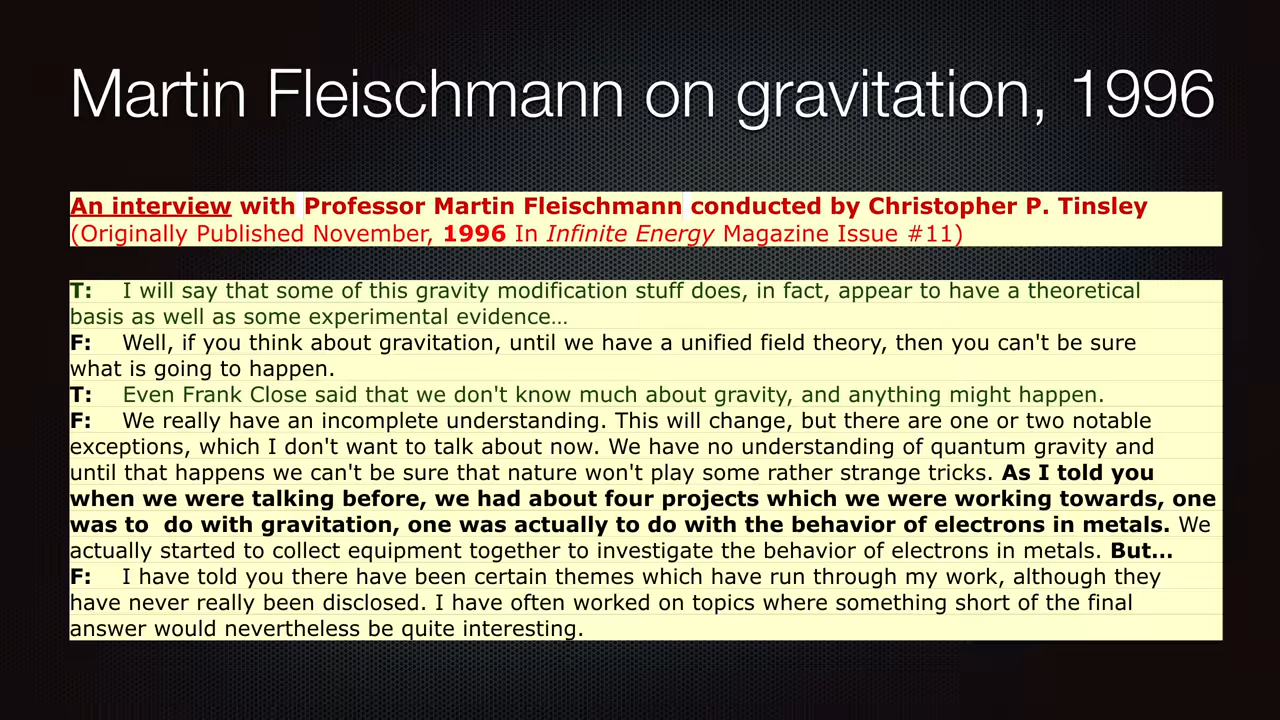 Martin Fleischmann on gravitation, 1996
An interview with Professor Martin Fleischmann conducted by Christopher P. Tinsley
(Originally Published November, 1996 In Infinite Energy Magazine Issue #11)
T: I will say that some of this gravity modification stuff does, in fact, appear to have a theoretical
basis as well as some experimental evidence…
F: Well, if you think about gravitation, until we have a unified field theory, then you can't be sure
what is going to happen.
T: Even Frank Close said that we don't know much about gravity, and anything might happen.
F: We really have an incomplete understanding. This will change, but there are one or two notable
exceptions, which I don't want to talk about now. We have no understanding of quantum gravity and
until that happens we can't be sure that nature won't play some rather strange tricks. As I told you
when we were talking before, we had about four projects which we were working towards, one
was to  do with gravitation, one was actually to do with the behavior of electrons in metals. We
actually started to collect equipment together to investigate the behavior of electrons in metals. But…
F: I have told you there have been certain themes which have run through my work, although they
have never really been disclosed. I have often worked on topics where something short of the final
answer would nevertheless be quite interesting.